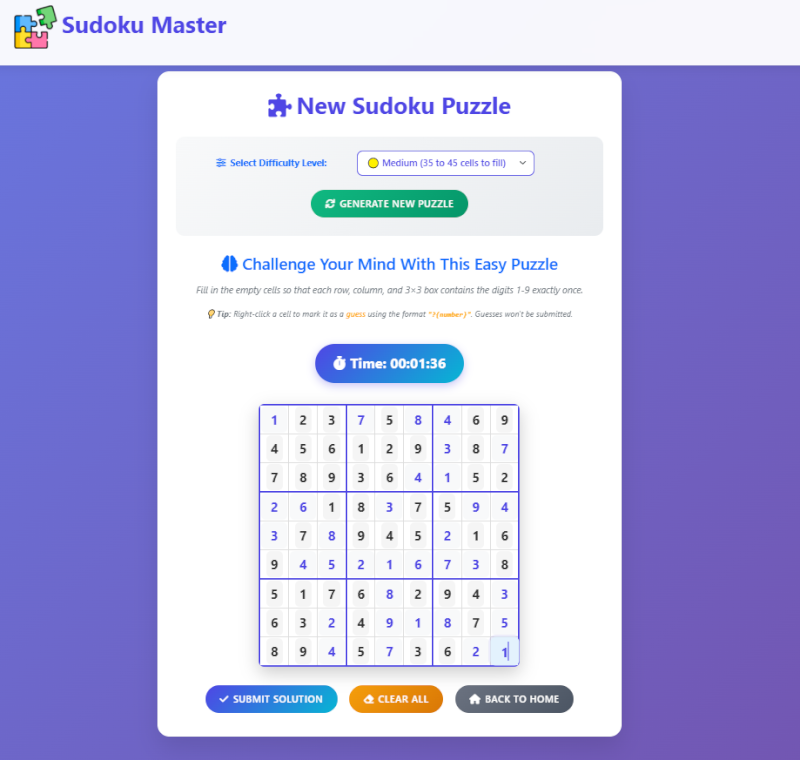 Sudoku Master
New Sudoku Puzzle
Select Difficulty Level:
Medium (35 to 45 cells to fill)
GENERATE NEW PUZZLE
Challenge Your Mind With This Easy Puzzle
Fill in the empty cells so that each row, column, and 3×3 box contains the digits 1-9 exactly once.
Tip: Right-click a cell to mark it as a guess using the format "?(number)". Guesses won't be submitted.
Time: 00:01:36
1 2 3 7 5 8 4 6 9
4 5 6 1 2 9 3 8 7
7 8 9 3 6 4 1 5 2
2 6 1 8 3 7 5 9 4
3 7 8 9 4 5 2 1 6
9 4 5 2 1 6 7 3 8
5 1 7 6 8 2 9 4 3
6 3 2 4 9 1 8 7 5
8 9 4 5 7 3 6 2 1
SUBMIT SOLUTION
CLEAR ALL
BACK TO HOME